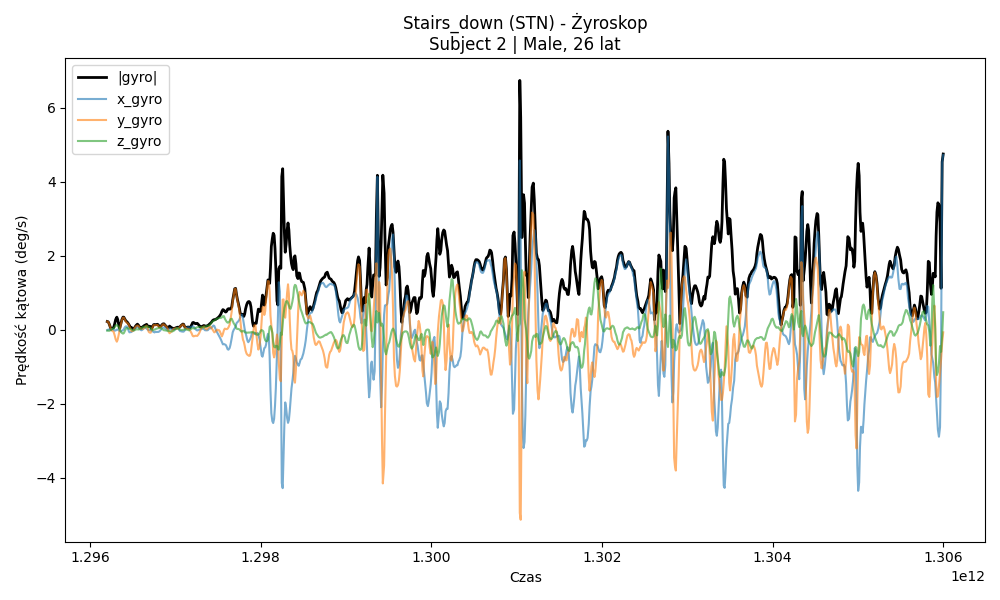 Stairs_down (STN) - Żyroskop
Subject 2 | Male, 26 lat
|gyro|
x_gyro
y_gyro
z_gyro
Prędkość kątowa (deg/s)
6
4
2
0
−2
−4
1.296
1.298
1.300
1.302
1.304
1.306
1e12
Czas